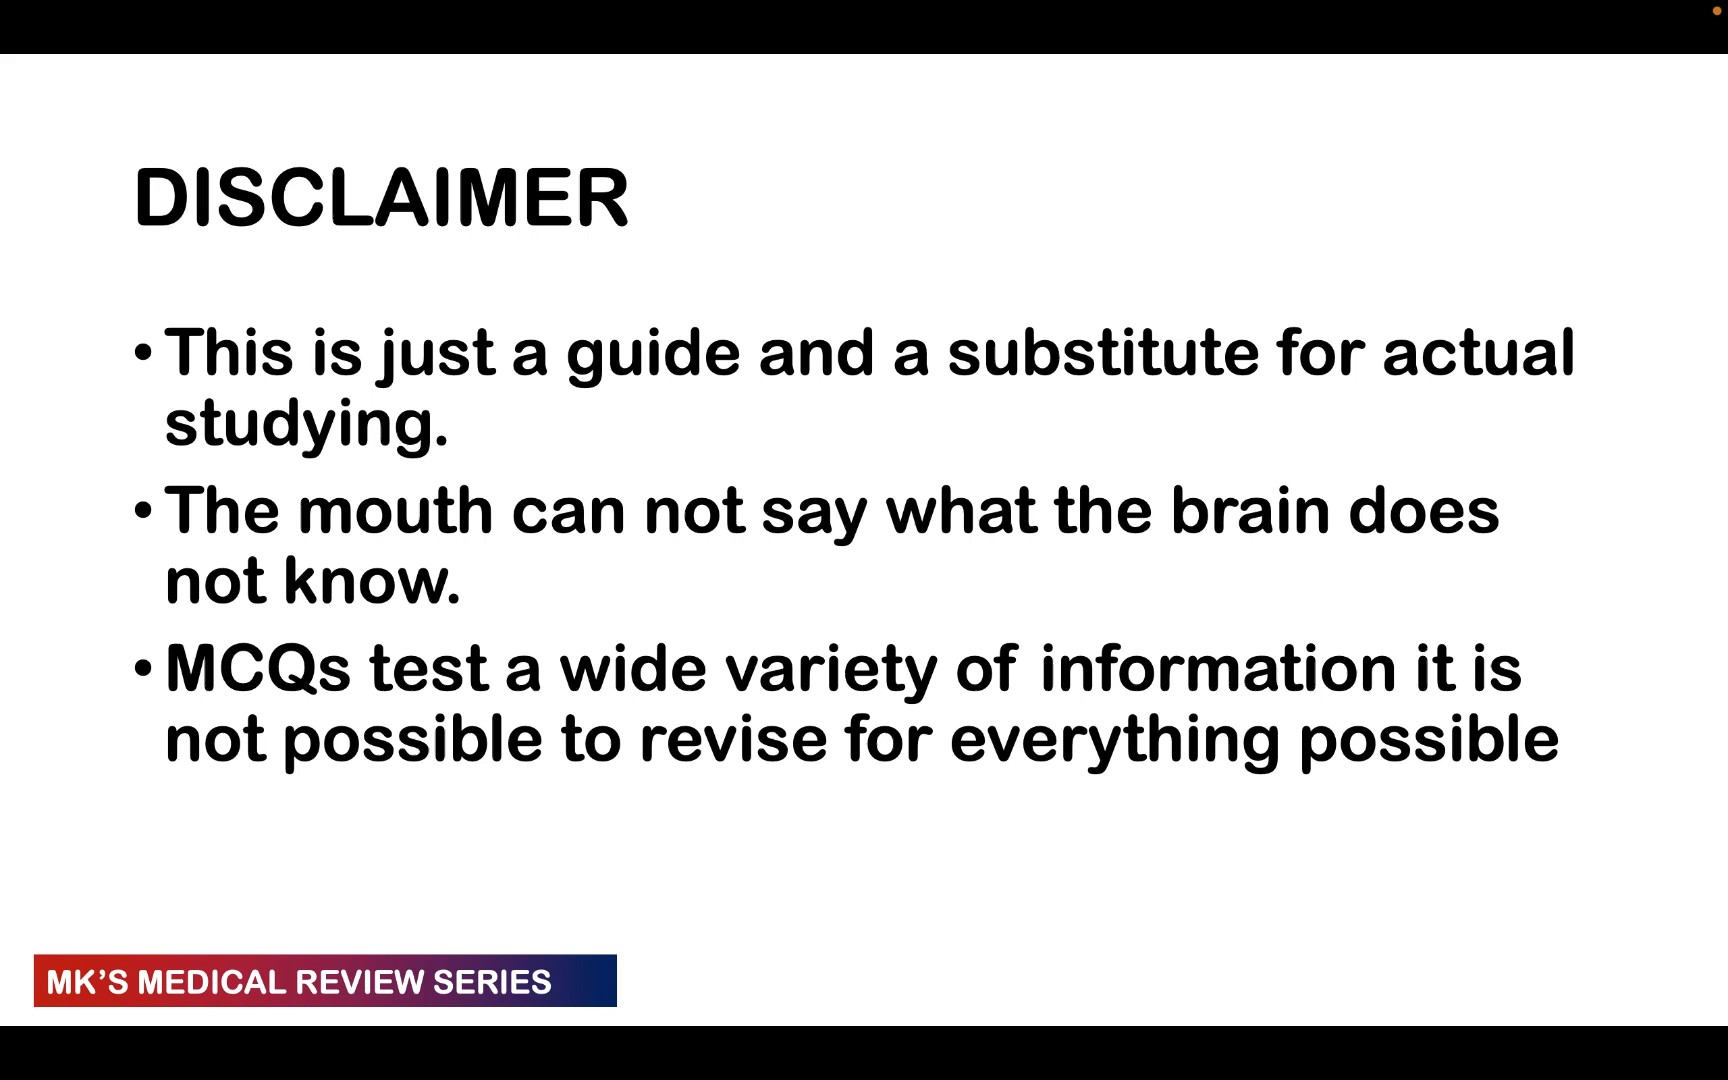 DISCLAIMER
• This is just a guide and a substitute for actual
studying.
• The mouth can not say what the brain does
not know.
• MCQs test a wide variety of information it is
not possible to revise for everything possible
MK’S MEDICAL REVIEW SERIES